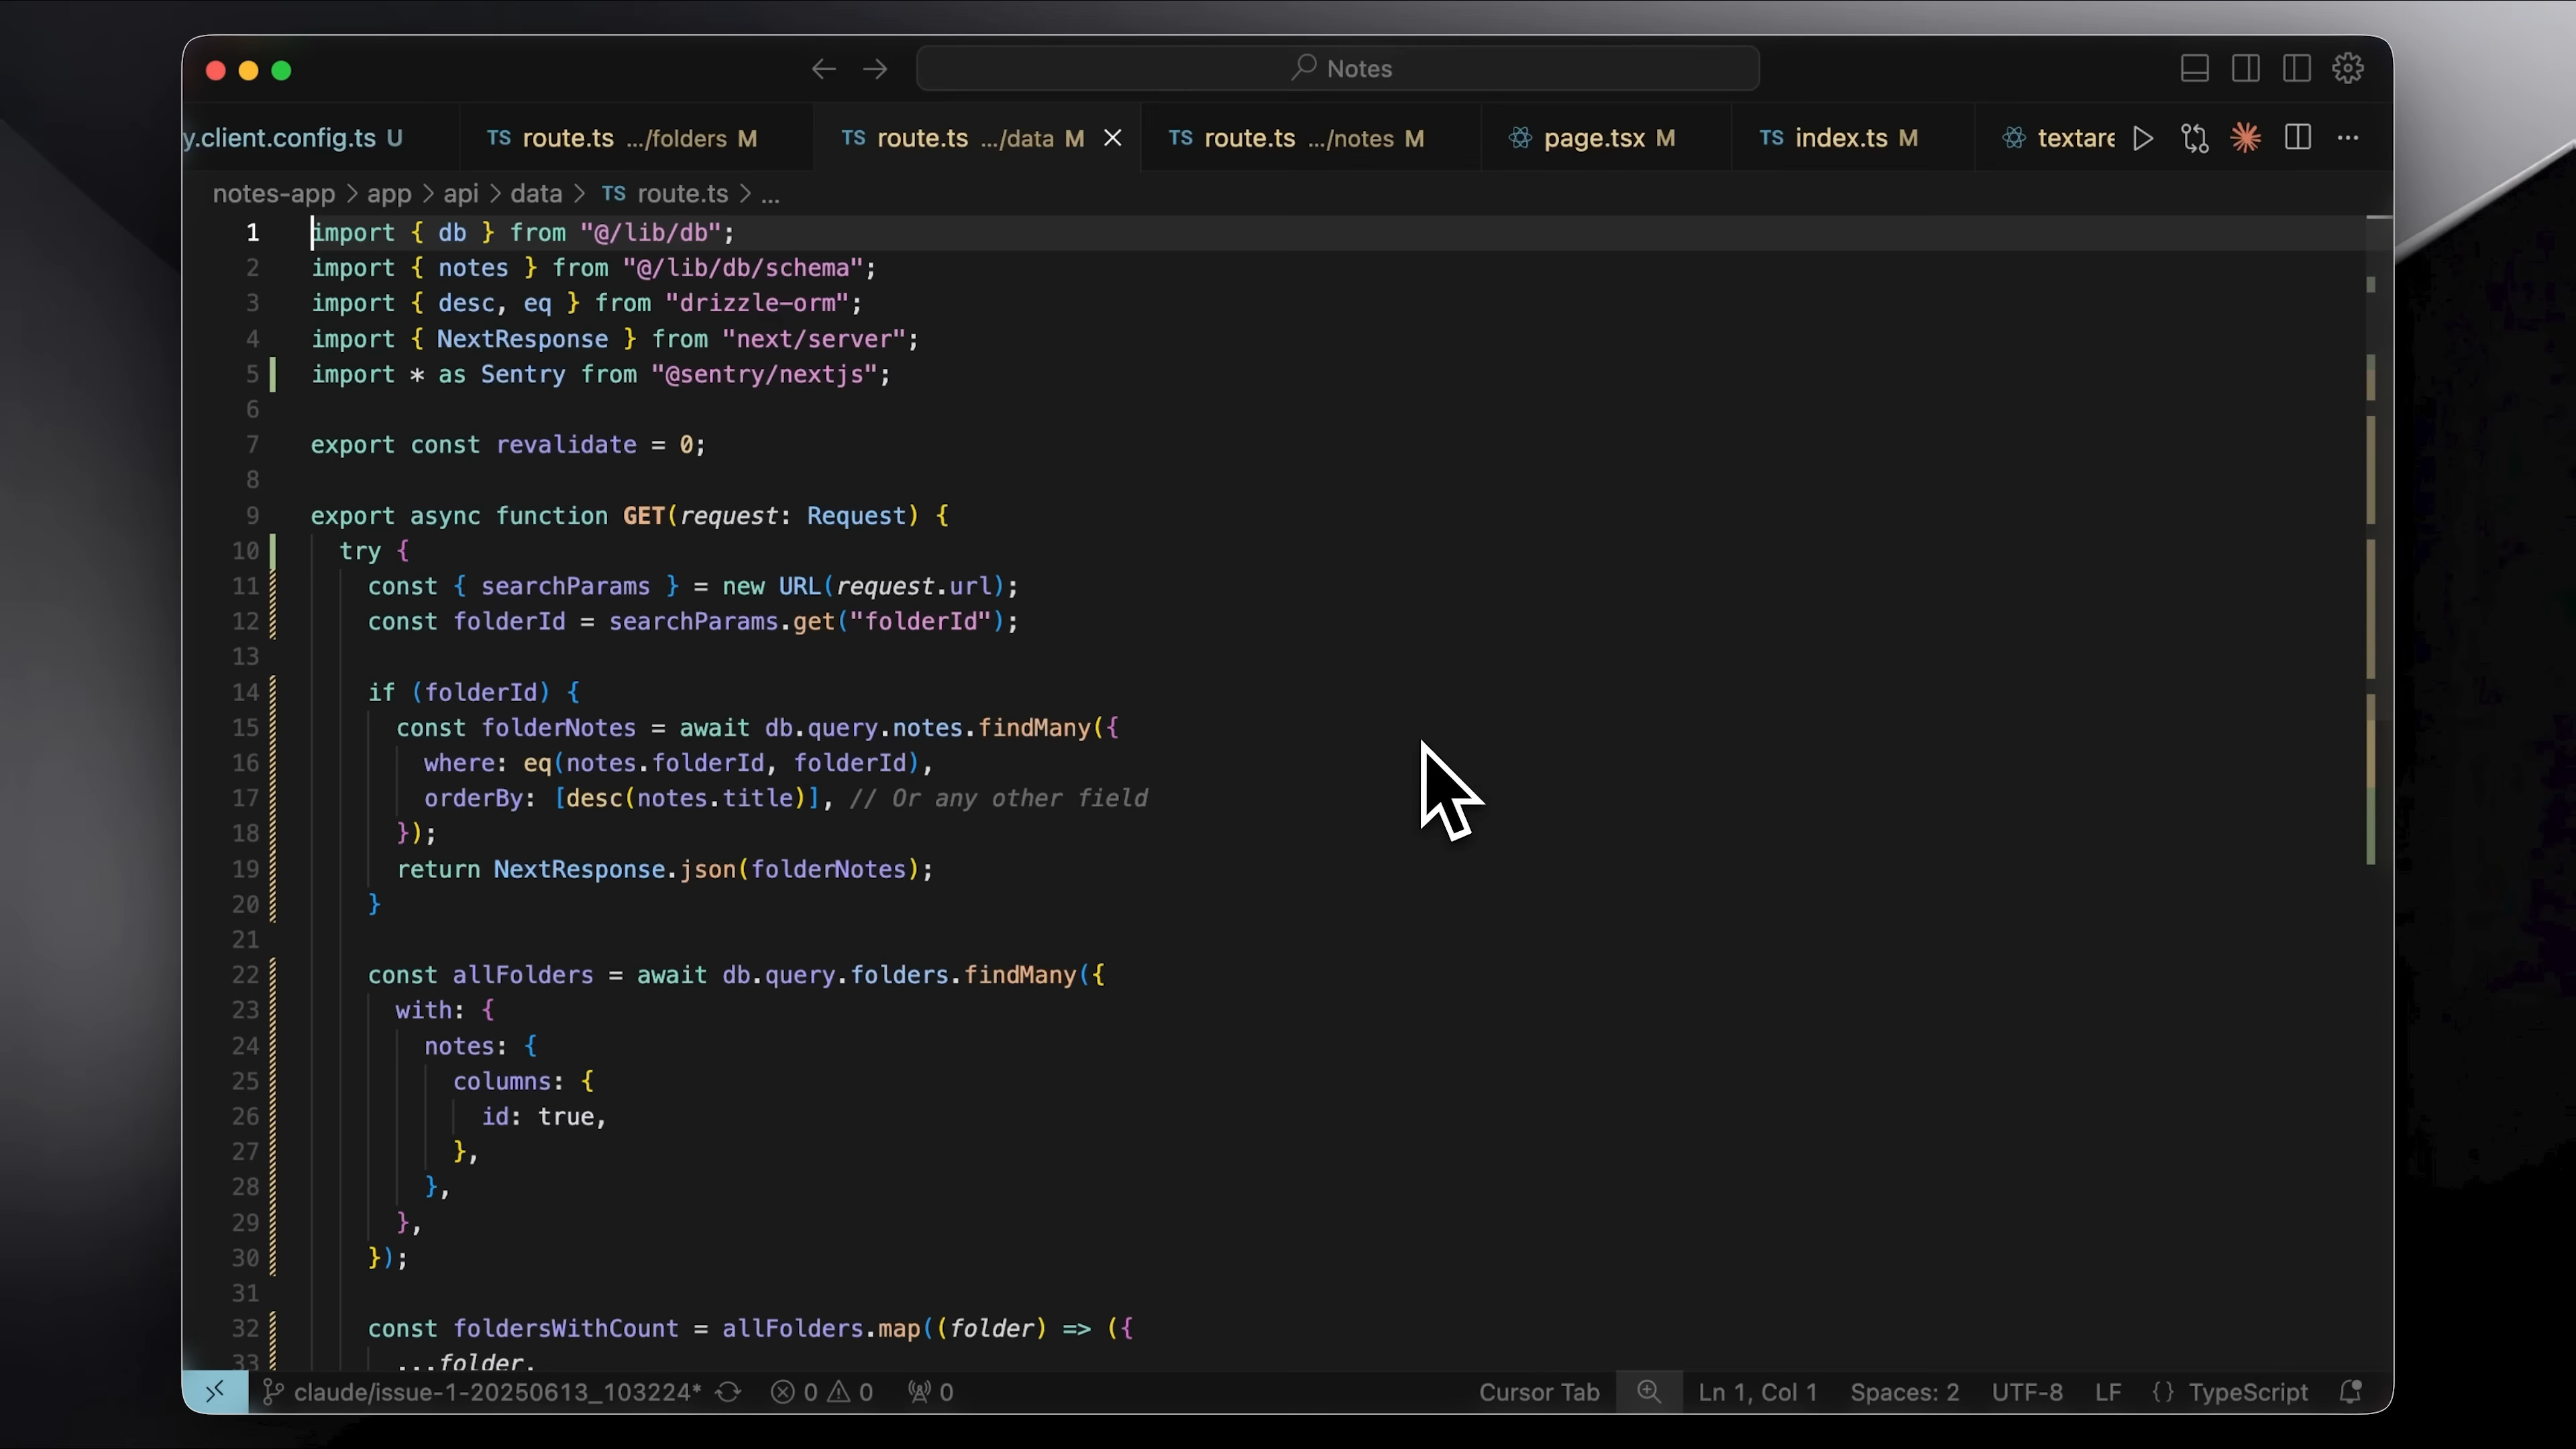 Notes
y.client.config.ts U
TS route.ts .../folders M
TS route.ts .../data M
TS route.ts .../notes M
page.tsx M
TS index.ts M
textare
notes-app > app > api > data > TS route.ts > ...
1 import { db } from "@/lib/db";
2 import { notes } from "@/lib/db/schema";
3 import { desc, eq } from "drizzle-orm";
4 import { NextResponse } from "next/server";
5 import * as Sentry from "@sentry/nextjs";
6
7 export const revalidate = 0;
8
9 export async function GET(request: Request) {
10 try {
11 const { searchParams } = new URL(request.url);
12 const folderId = searchParams.get("folderId");
13
14 if (folderId) {
15 const folderNotes = await db.query.notes.findMany({
16 where: eq(notes.folderId, folderId),
17 orderBy: [desc(notes.title)], // Or any other field
18 });
19 return NextResponse.json(folderNotes);
20 }
21
22 const allFolders = await db.query.folders.findMany({
23 with: {
24 notes: {
25 columns: {
26 id: true,
27 },
28 },
29 },
30 });
31
32 const foldersWithCount = allFolders.map((folder) => ({
33 ...folder,
claude/issue-1-20250613_103224* 0 0 0 Cursor Tab Ln 1, Col 1 Spaces: 2 UTF-8 LF {} TypeScript